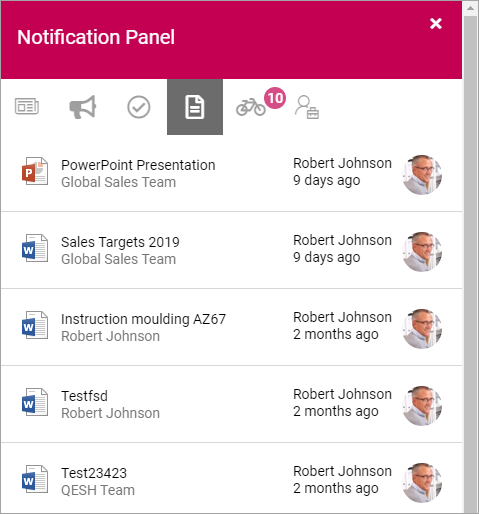 Notification Panel
10
PowerPoint Presentation
Global Sales Team
Robert Johnson
9 days ago
Sales Targets 2019
Global Sales Team
Robert Johnson
9 days ago
Instruction moulding AZ67
Robert Johnson
Robert Johnson
2 months ago
Testfsd
Robert Johnson
Robert Johnson
2 months ago
Test23423
QESH Team
Robert Johnson
2 months ago